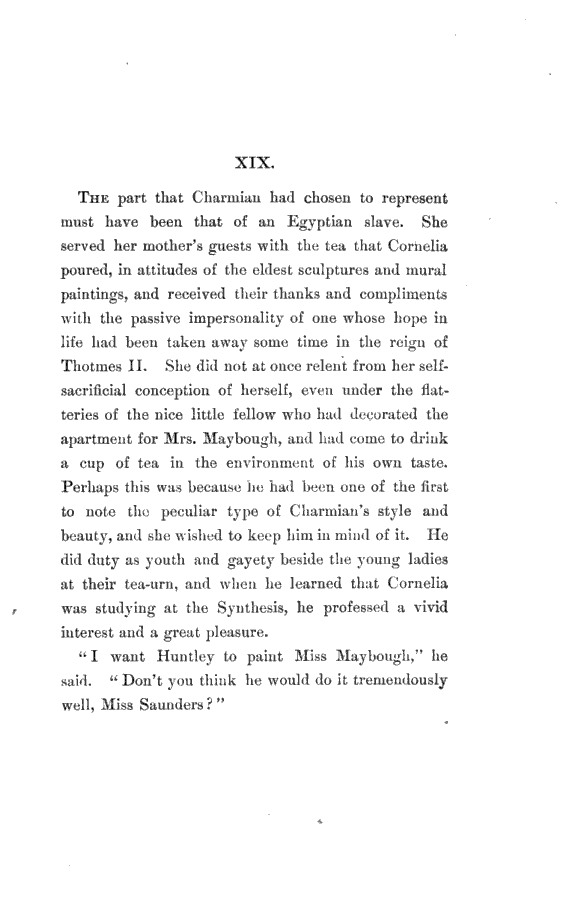 XIX.
The part that Charmian had chosen to represent
must have been that of an Egyptian slave. She
served her mother's guests with the tea that Cornelia
poured, in attitudes of the eldest sculptures and mural
paintings, and received their thanks and compliments
with the passive impersonality of one whose hope in
life had been taken away some time in the reign of
Thotmes II. She did not at once relent from her self-
sacrificial conception of herself, even under the flat-
teries of the nice little fellow who had decorated the
apartment for Mrs. Maybough, and had come to drink
a cup of tea in the environment of his own taste.
Perhaps this was because he had been one of the first
to note the peculiar type of Charmian's style and
beauty, and she wished to keep him in mind of it. He
did duty as youth and gayety beside the young ladies
at their tea-urn, and when he learned that Cornelia
was studying at the Synthesis, he professed a vivid
interest and a great pleasure.
"I want Huntley to paint Miss Maybough," he
said. "Don't you think he would do it tremendously
well, Miss Saunders?"